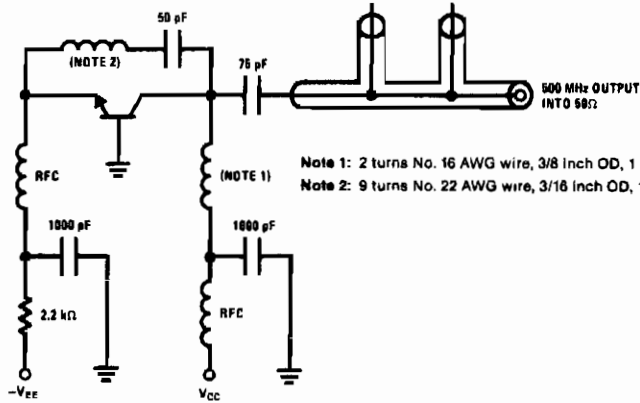 50 pF
(NOTE 2)
75 pF
500 MHz OUTPUT
INTO 50Ω
RFC
(NOTE 1)
Note 1: 2 turns No. 16 AWG wire, 3/8 inch OD, 1
Note 2: 9 turns No. 22 AWG wire, 3/16 inch OD, 1
1000 pF
1000 pF
2.2 kΩ
RFC
-VEE
VCC